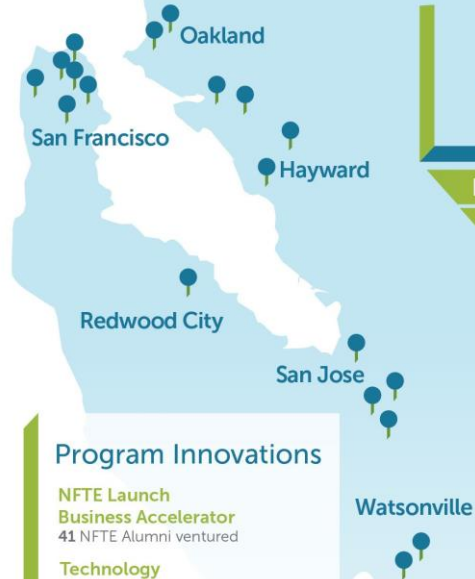 Oakland
San Francisco
Hayward
Redwood City
San Jose
Program Innovations
NFTE Launch
Business Accelerator
41 NFTE Alumni ventured
Technology
Watsonville